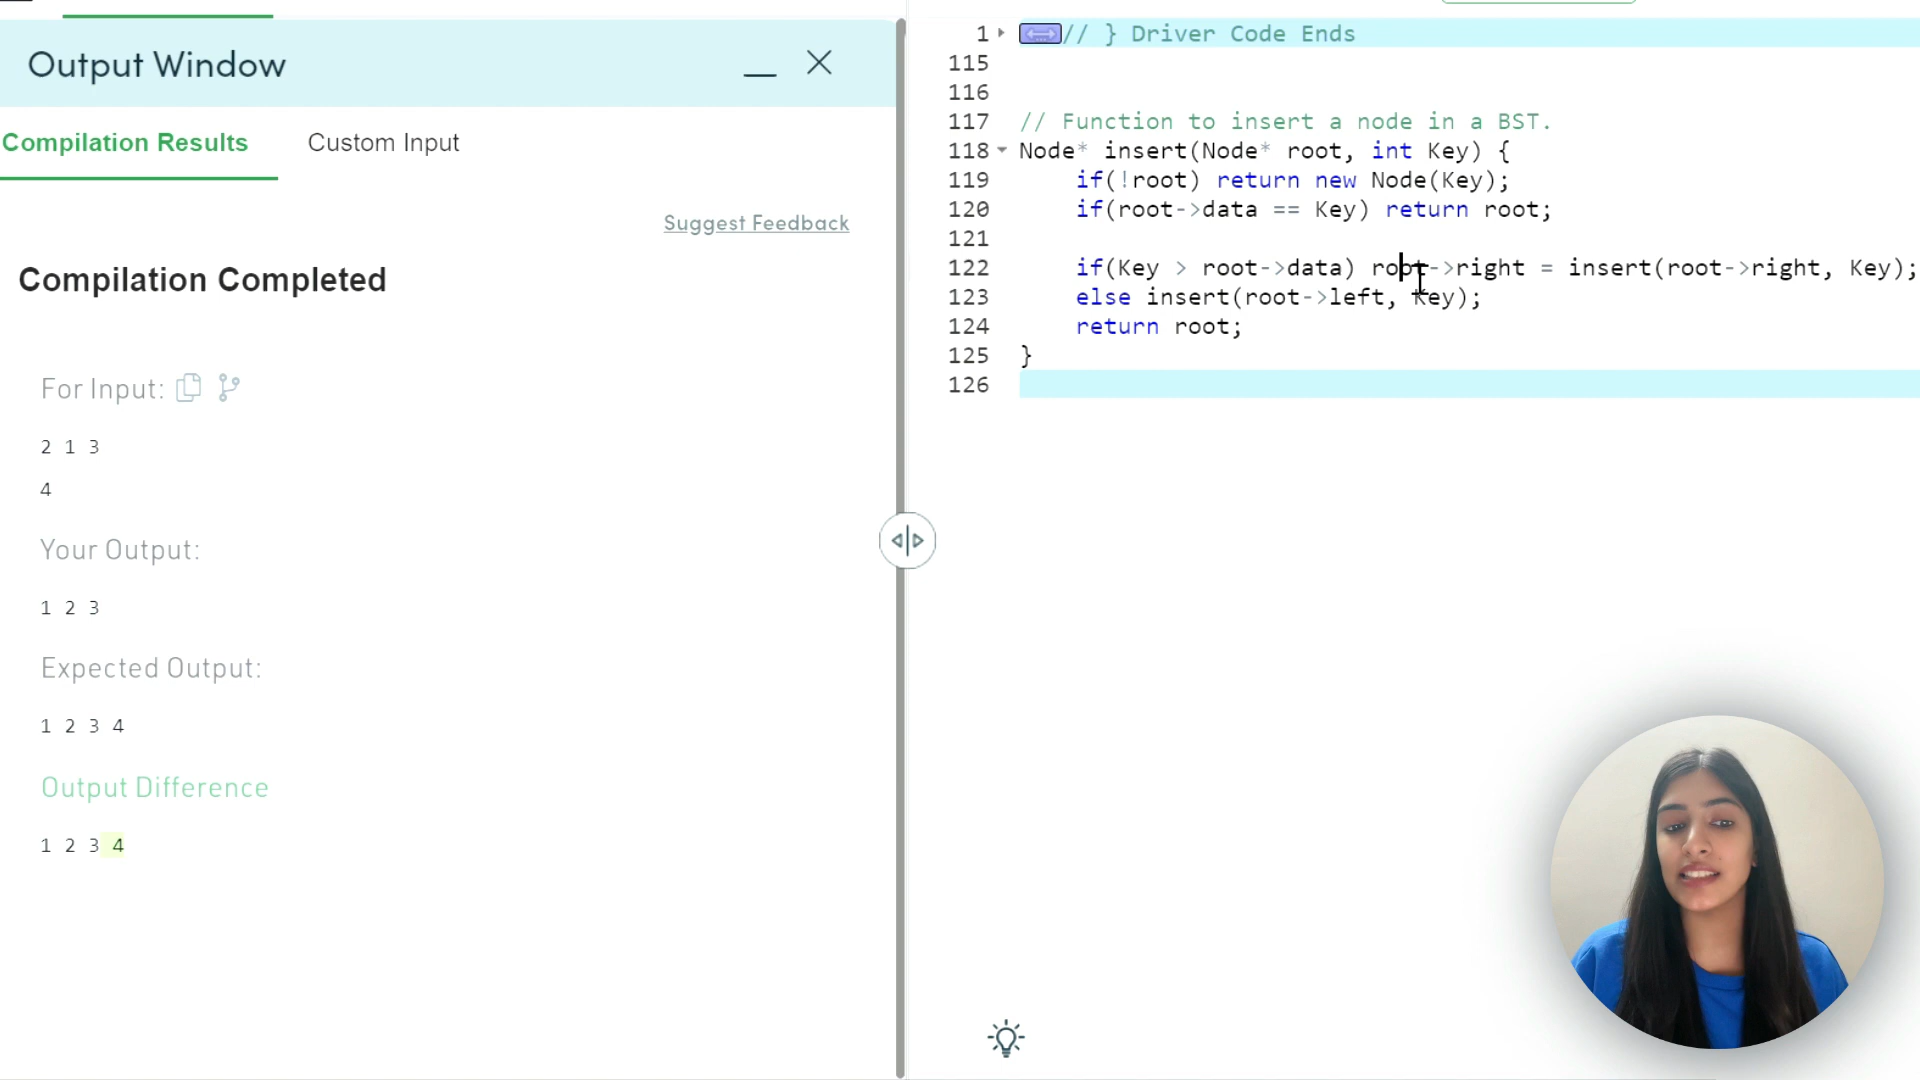 Output Window
Compilation Results
Custom Input
Suggest Feedback
Compilation Completed
For Input:
2 1 3
4
Your Output:
1 2 3
Expected Output:
1 2 3 4
Output Difference
1 2 3 4
1 // } Driver Code Ends
115
116
117 // Function to insert a node in a BST.
118 Node* insert(Node* root, int Key) {
119 if(!root) return new Node(Key);
120 if(root->data == Key) return root;
121
122 if(Key > root->data) root->right = insert(root->right, Key);
123 else insert(root->left, Key);
124 return root;
125 }
126